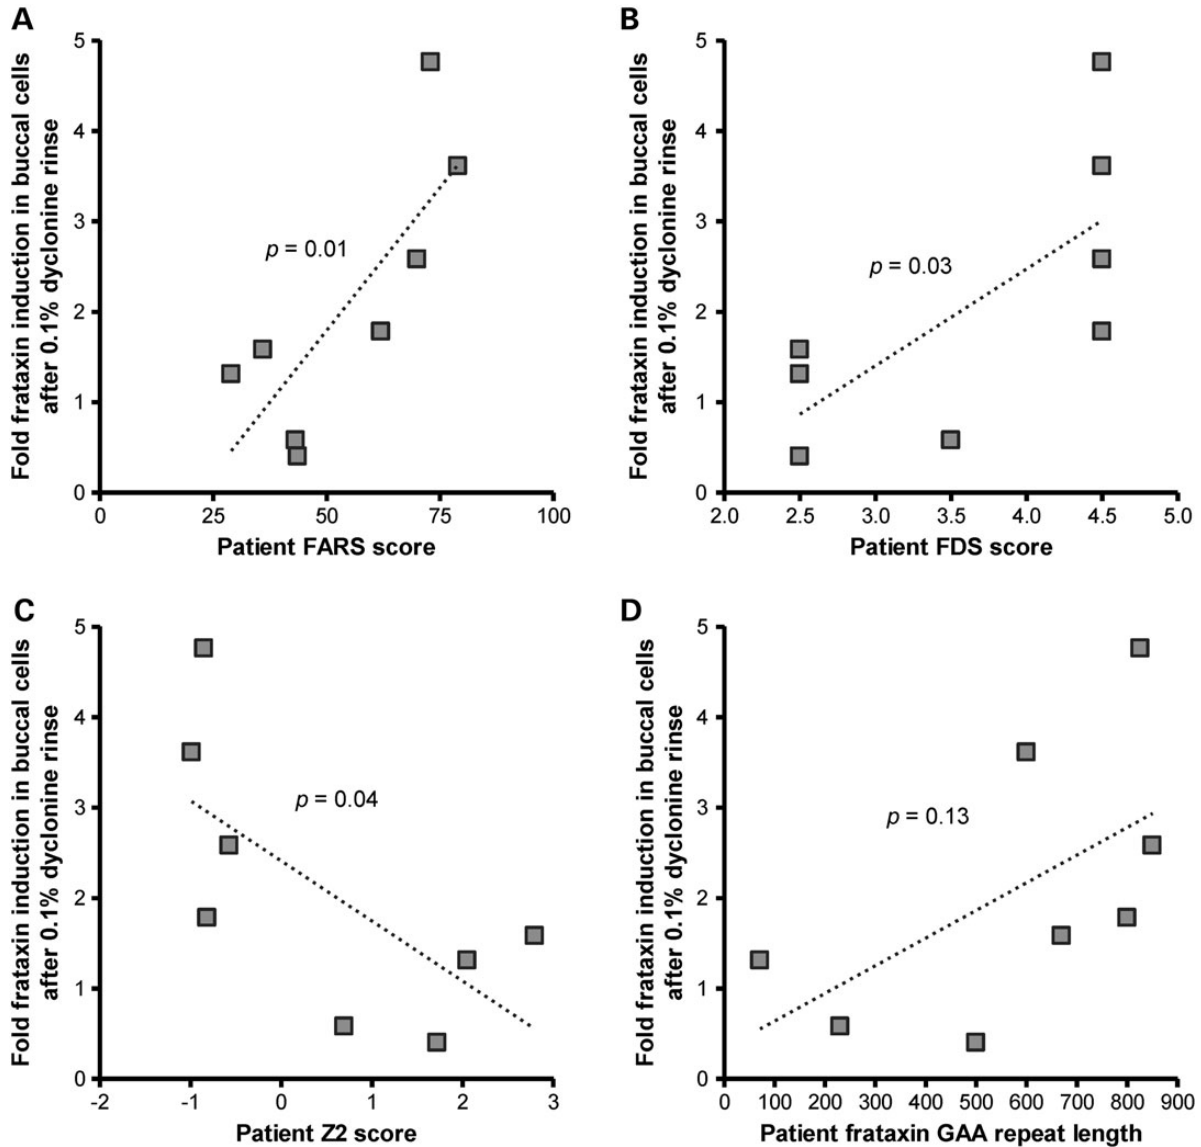 A
Fold frataxin induction in buccal cells
after 0.1% dyclonine rinse
5
4
3
2
1
0
p = 0.01
0 25 50 75 100
Patient FARS score
B
Fold frataxin induction in buccal cells
after 0.1% dyclonine rinse
5
4
3
2
1
0
p = 0.03
2.0 2.5 3.0 3.5 4.0 4.5 5.0
Patient FDS score
C
Fold frataxin induction in buccal cells
after 0.1% dyclonine rinse
5
4
3
2
1
0
p = 0.04
-2 -1 0 1 2 3
Patient Z2 score
D
Fold frataxin induction in buccal cells
after 0.1% dyclonine rinse
5
4
3
2
1
0
p = 0.13
0 100 200 300 400 500 600 700 800 900
Patient frataxin GAA repeat length